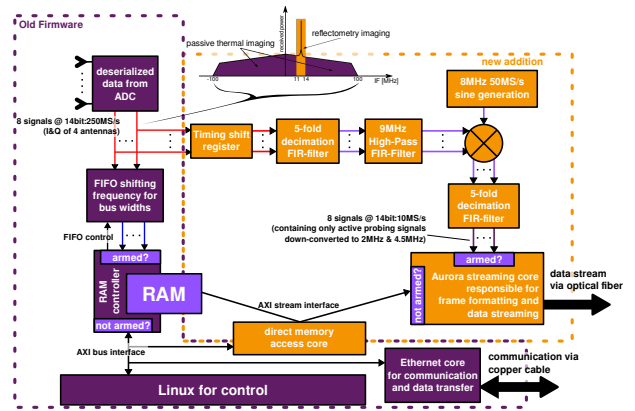 Old Firmware
reflectometry imaging
passive thermal imaging
received power
-100
11 14
100
IF [MHz]
new addition
deserialized
data from
ADC
8MHz 50MS/s
sine generation
8 signals @ 14bit:250MS/s
(I&Q of 4 antennas)
Timing shift
register
5-fold
decimation
FIR-filter
9MHz
High-Pass
FIR-Filter
FIFO shifting
frequency for
bus widths
5-fold
decimation
FIR-filter
8 signals @ 14bit:10MS/s
(containing only active probing signals
down-converted to 2MHz & 4.5MHz)
FIFO control
armed?
RAM
controller
RAM
not armed?
armed?
not armed?
Aurora streaming core
responsible for
frame formatting and
data streaming
data stream
via optical fiber
AXI stream interface
direct memory
access core
AXI bus interface
Ethernet core
for communication
and data transfer
communication via
copper cable
Linux for control